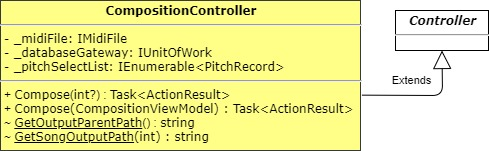 CompositionController
- _midiFile: IMidiFile
- _databaseGateway: IUnitOfWork
- _pitchSelectList: IEnumerable<PitchRecord>
+ Compose(int?) : Task<ActionResult>
+ Compose(CompositionViewModel) : Task<ActionResult>
~ GetOutputParentPath() : string
~ GetSongOutputPath(int) : string
Controller
Extends